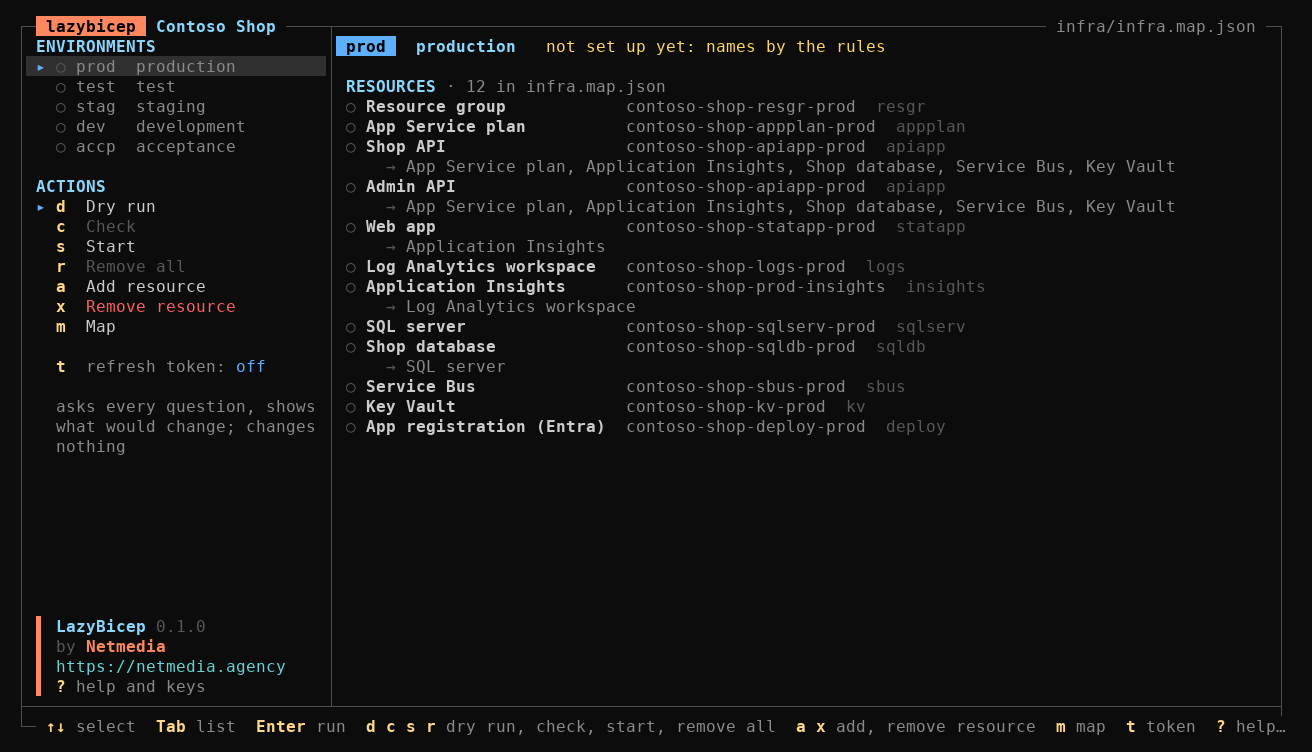 lazybicep Contoso Shop infra/infra.map.json
ENVIRONMENTS
▸ ○ prod production
○ test test
○ stag staging
○ dev development
○ accp acceptance
ACTIONS
▸ d Dry run
c Check
s Start
r Remove all
a Add resource
x Remove resource
m Map
t refresh token: off
asks every question, shows
what would change; changes
nothing
LazyBicep 0.1.0
by Netmedia
https://netmedia.agency
? help and keys
prod production not set up yet: names by the rules
RESOURCES · 12 in infra.map.json
○ Resource group contoso-shop-resgr-prod resgr
○ App Service plan contoso-shop-appplan-prod appplan
○ Shop API contoso-shop-apiapp-prod apiapp
→ App Service plan, Application Insights, Shop database, Service Bus, Key Vault
○ Admin API contoso-shop-apiapp-prod apiapp
→ App Service plan, Application Insights, Shop database, Service Bus, Key Vault
○ Web app contoso-shop-statapp-prod statapp
→ Application Insights
○ Log Analytics workspace contoso-shop-logs-prod logs
○ Application Insights contoso-shop-prod-insights insights
→ Log Analytics workspace
○ SQL server contoso-shop-sqlserv-prod sqlserv
○ Shop database contoso-shop-sqldb-prod sqldb
→ SQL server
○ Service Bus contoso-shop-sbus-prod sbus
○ Key Vault contoso-shop-kv-prod kv
○ App registration (Entra) contoso-shop-deploy-prod deploy
↑↓ select Tab list Enter run d c s r dry run, check, start, remove all a x add, remove resource m map t token ? help…